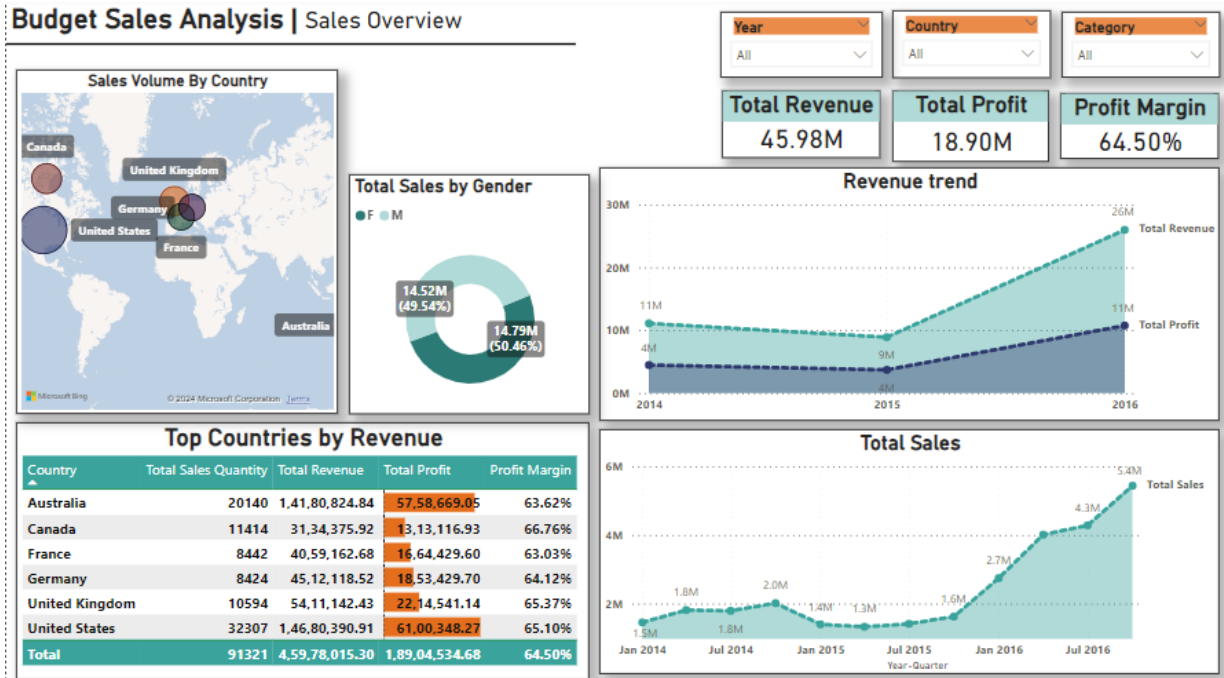 Budget Sales Analysis | Sales Overview
Year
All
Country
All
Category
All
Total Revenue
45.98M
Total Profit
18.90M
Profit Margin
64.50%
Sales Volume By Country
Canada
United Kingdom
Germany
United States
France
Australia
Microsoft Bing
© 2024 Microsoft Corporation Terms
Total Sales by Gender
F M
14.52M
(49.54%)
14.79M
(50.46%)
Revenue trend
30M
20M
10M
0M
11M
4M
9M
4M
26M
11M
Total Revenue
Total Profit
2014 2015 2016
Top Countries by Revenue
Country Total Sales Quantity Total Revenue Total Profit Profit Margin
Australia 20140 1,41,80,824.84 57,58,669.05 63.62%
Canada 11414 31,34,375.92 13,13,116.93 66.76%
France 8442 40,59,162.68 16,64,429.60 63.03%
Germany 8424 45,12,118.52 18,53,429.70 64.12%
United Kingdom 10594 54,11,142.43 22,14,541.14 65.37%
United States 32307 1,46,80,390.91 61,00,348.27 65.10%
Total 91321 4,59,78,015.30 1,89,04,534.68 64.50%
Total Sales
6M
4M
2M
1.5M
1.8M
1.8M
2.0M
1.4M
1.3M
1.6M
2.7M
4.3M
5.4M
Total Sales
Jan 2014 Jul 2014 Jan 2015 Jul 2015 Jan 2016 Jul 2016
Year-Quarter